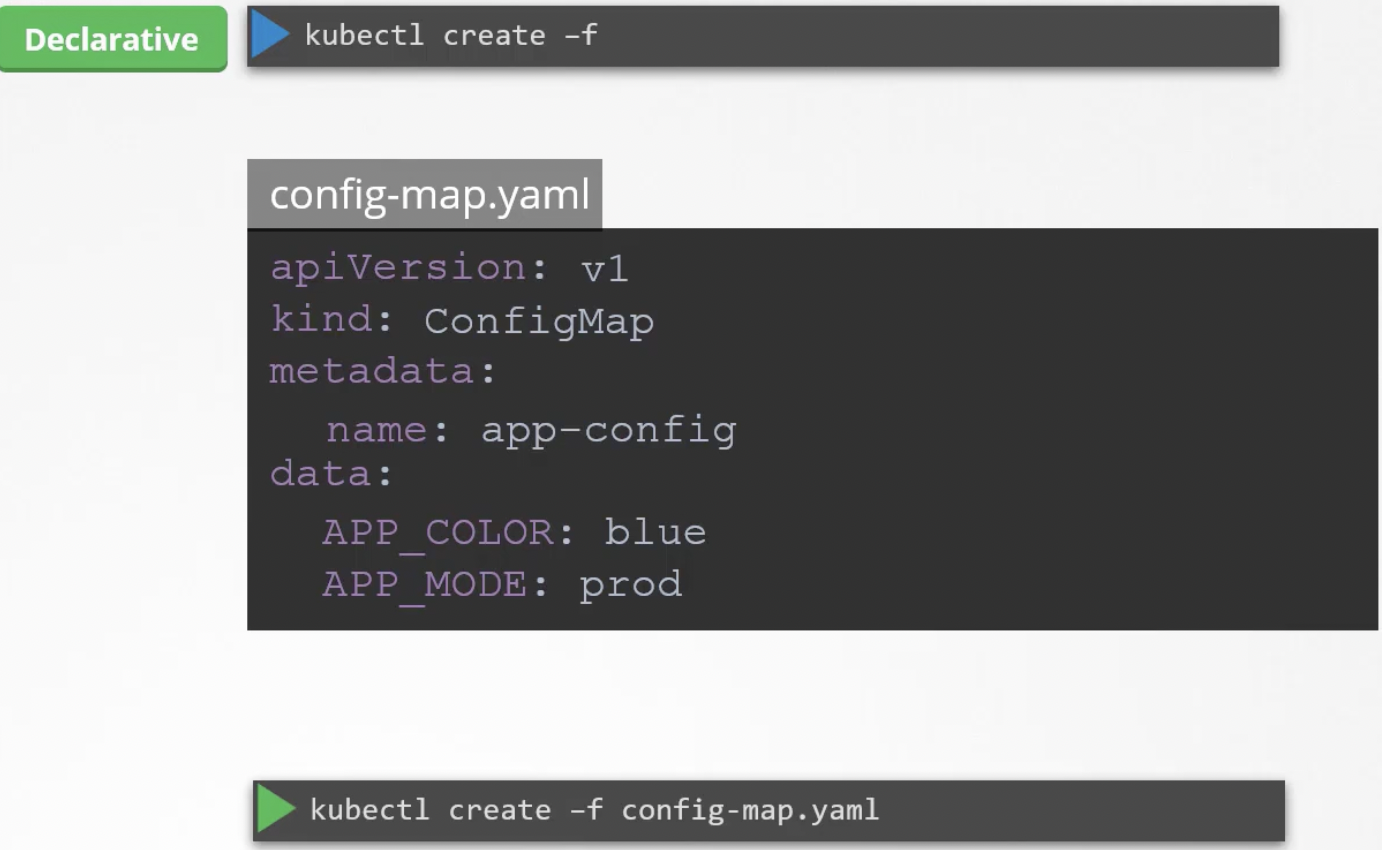 Declarative
kubectl create –f
config-map.yaml
apiVersion: v1
kind: ConfigMap
metadata:
name: app-config
data:
APP_COLOR: blue
APP_MODE: prod
kubectl create –f config-map.yaml